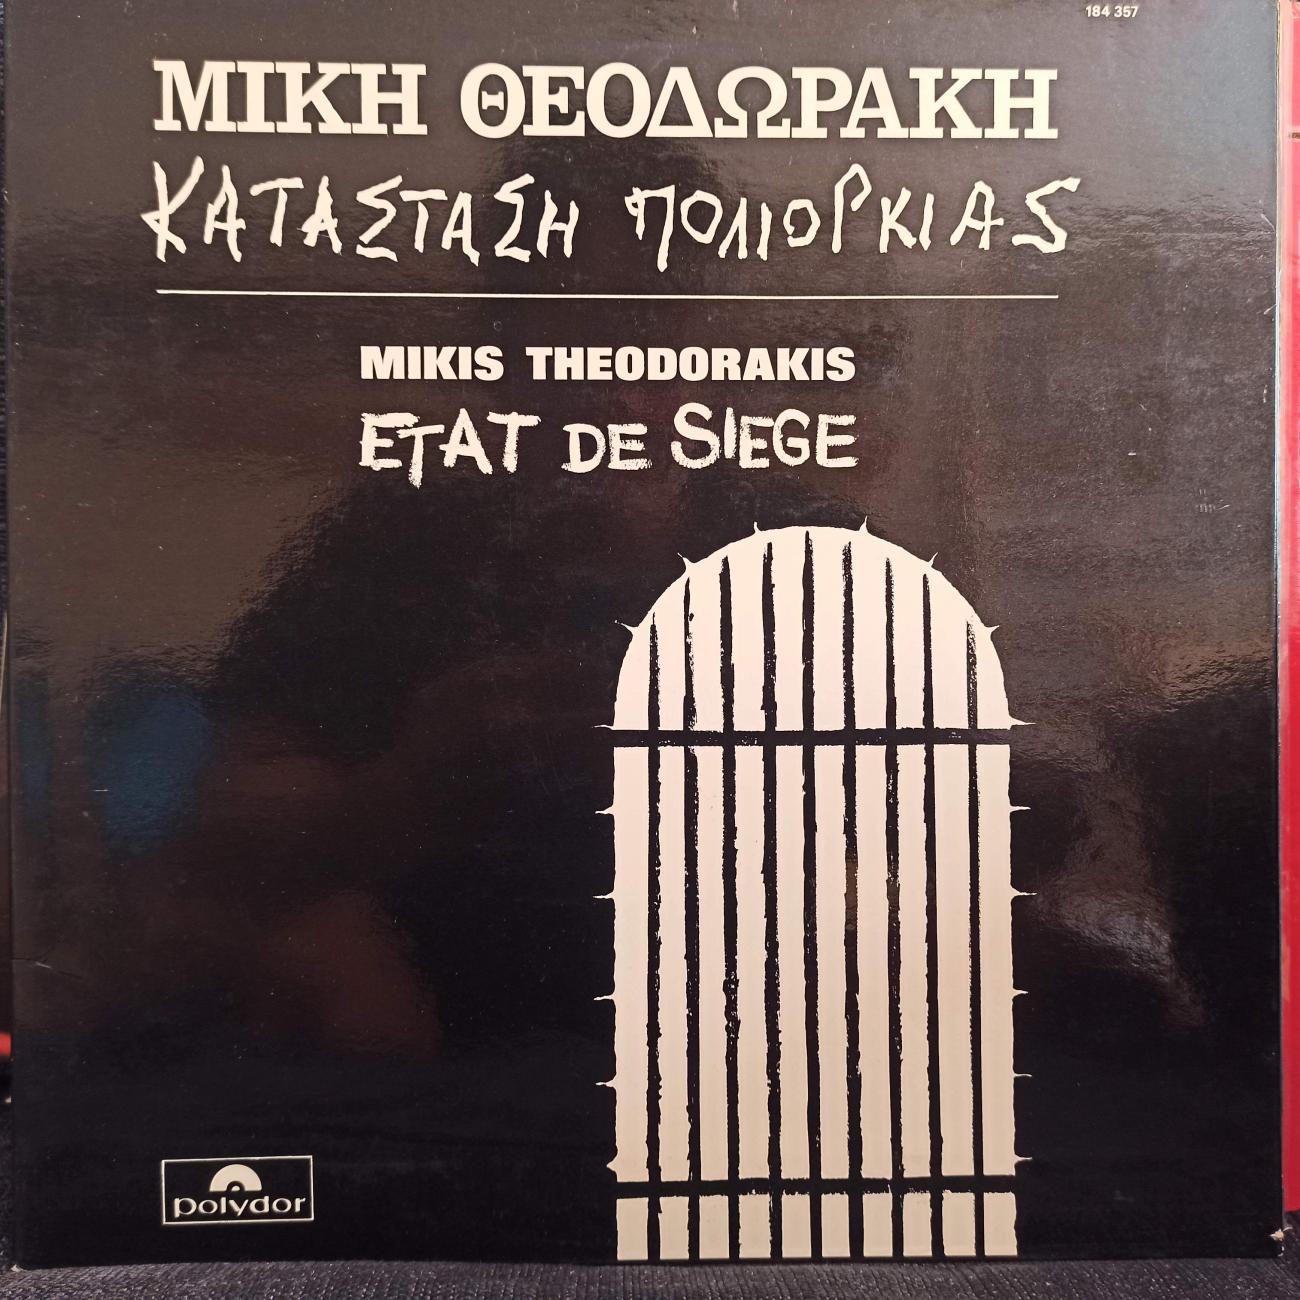 184 357
ΜΙΚΗ ΘΕΟΔΩΡΑΚΗ
ΚΑΤΑΣΤΑΣΗ ΠΟΛΙΟΡΚΙΑΣ
MIKIS THEODORAKIS
ETAT DE SIEGE
polydor